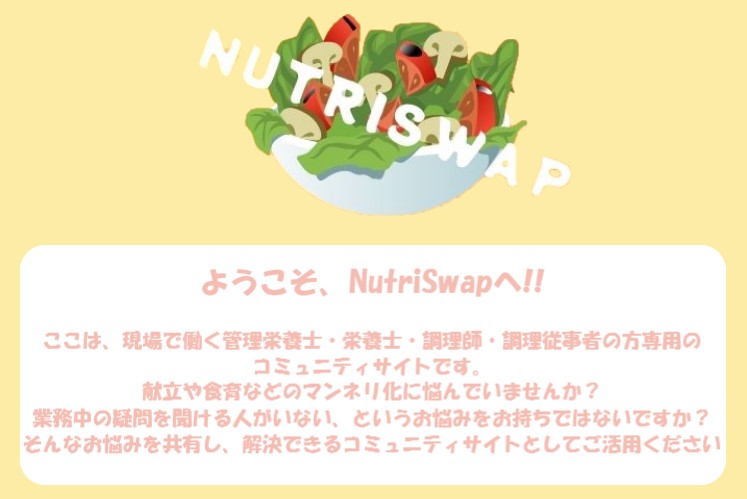 NUTRISWAP
ようこそ、NutriSwapへ!!
ここは、現場で働く管理栄養士・栄養士・調理師・調理従事者の方専用の
コミュニティサイトです。
献立や食育などのマンネリ化に悩んでいませんか？
業務中の疑問を聞ける人がいない、というお悩みをお持ちではないですか？
そんなお悩みを共有し、解決できるコミュニティサイトとしてご活用ください